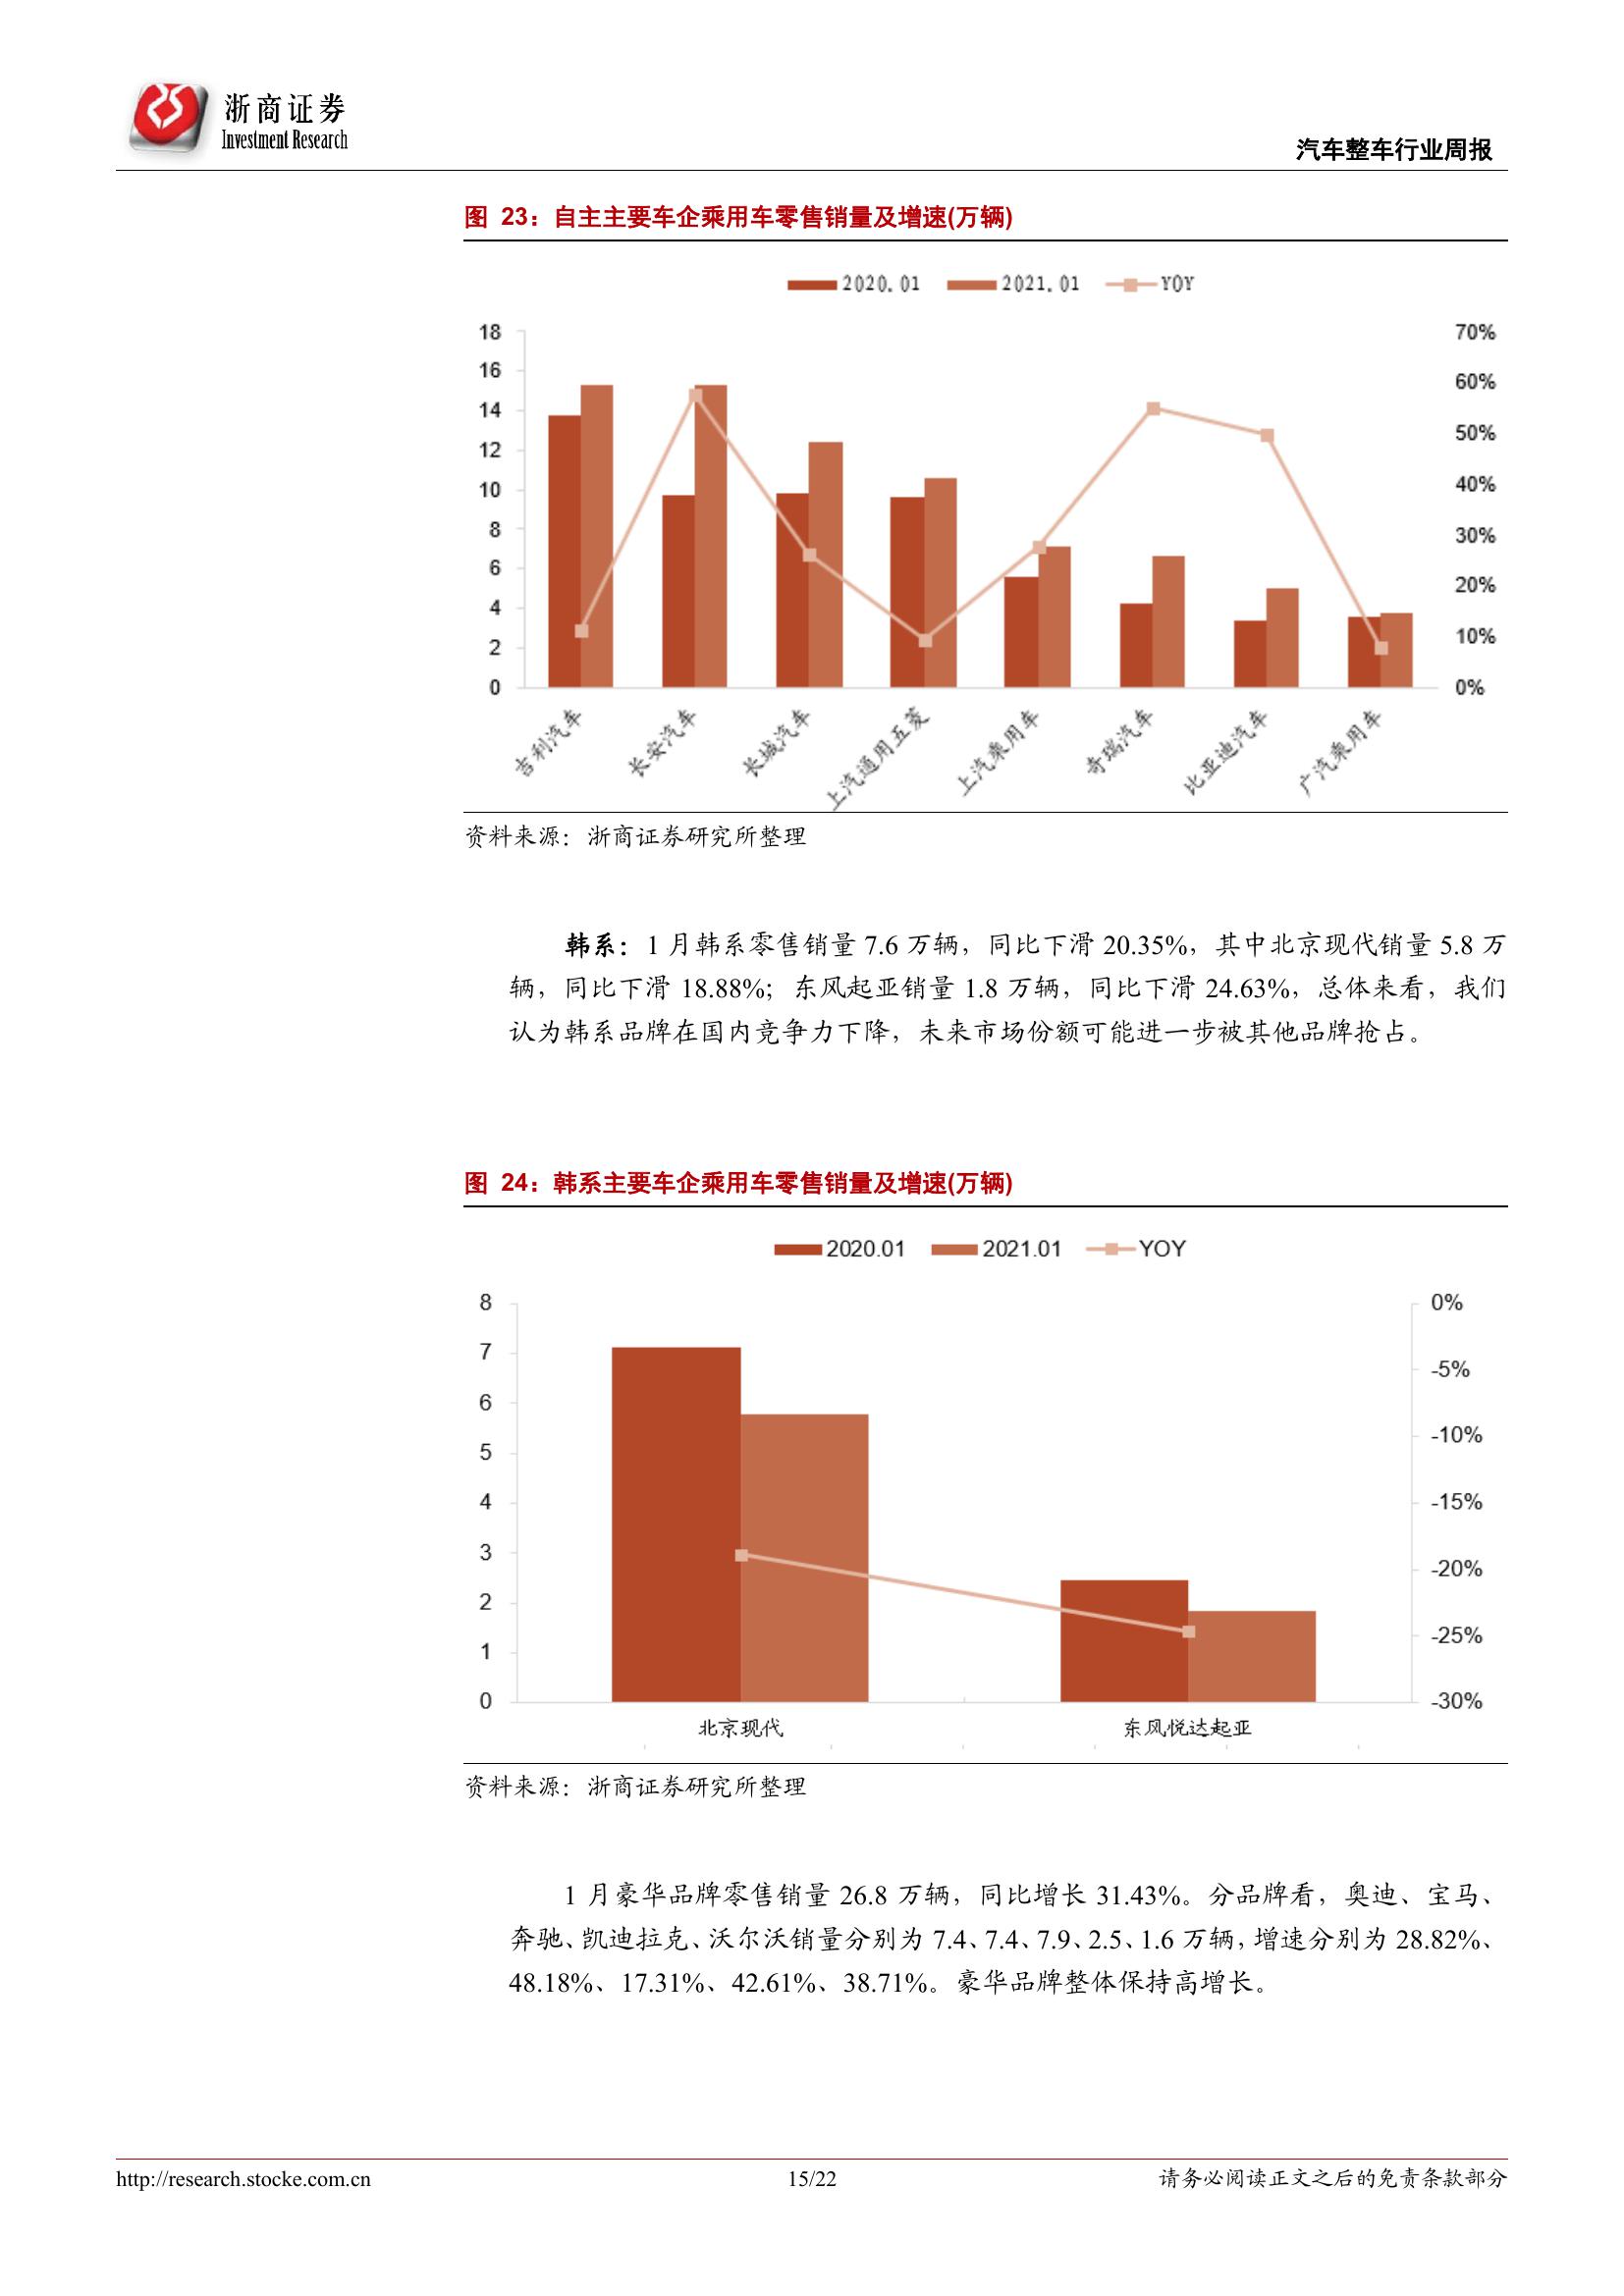 浙商证券
Investment Research
汽车整车行业周报
图 23：自主主要车企乘用车零售销量及增速(万辆)
2020.01 2021.01 YOY
18 70%
16 60%
14 50%
12 40%
10 30%
8 20%
6 10%
4 0%
2
0
吉利汽车 长安汽车 长城汽车 上汽通用五菱 上汽乘用车 奇瑞汽车 比亚迪汽车 广汽乘用车
资料来源：浙商证券研究所整理
韩系：1 月韩系零售销量 7.6 万辆，同比下滑 20.35%，其中北京现代销量 5.8 万
辆，同比下滑 18.88%；东风起亚销量 1.8 万辆，同比下滑 24.63%，总体来看，我们
认为韩系品牌在国内竞争力下降，未来市场份额可能进一步被其他品牌抢占。
图 24：韩系主要车企乘用车零售销量及增速(万辆)
2020.01 2021.01 YOY
8 0%
7 -5%
6 -10%
5 -15%
4 -20%
3 -25%
2 -30%
1
0
北京现代 东风悦达起亚
资料来源：浙商证券研究所整理
1 月豪华品牌零售销量 26.8 万辆，同比增长 31.43%。分品牌看，奥迪、宝马、
奔驰、凯迪拉克、沃尔沃销量分别为 7.4、7.4、7.9、2.5、1.6 万辆，增速分别为 28.82%、
48.18%、17.31%、42.61%、38.71%。豪华品牌整体保持高增长。
http://research.stocke.com.cn 15/22 请务必阅读正文之后的免责条款部分